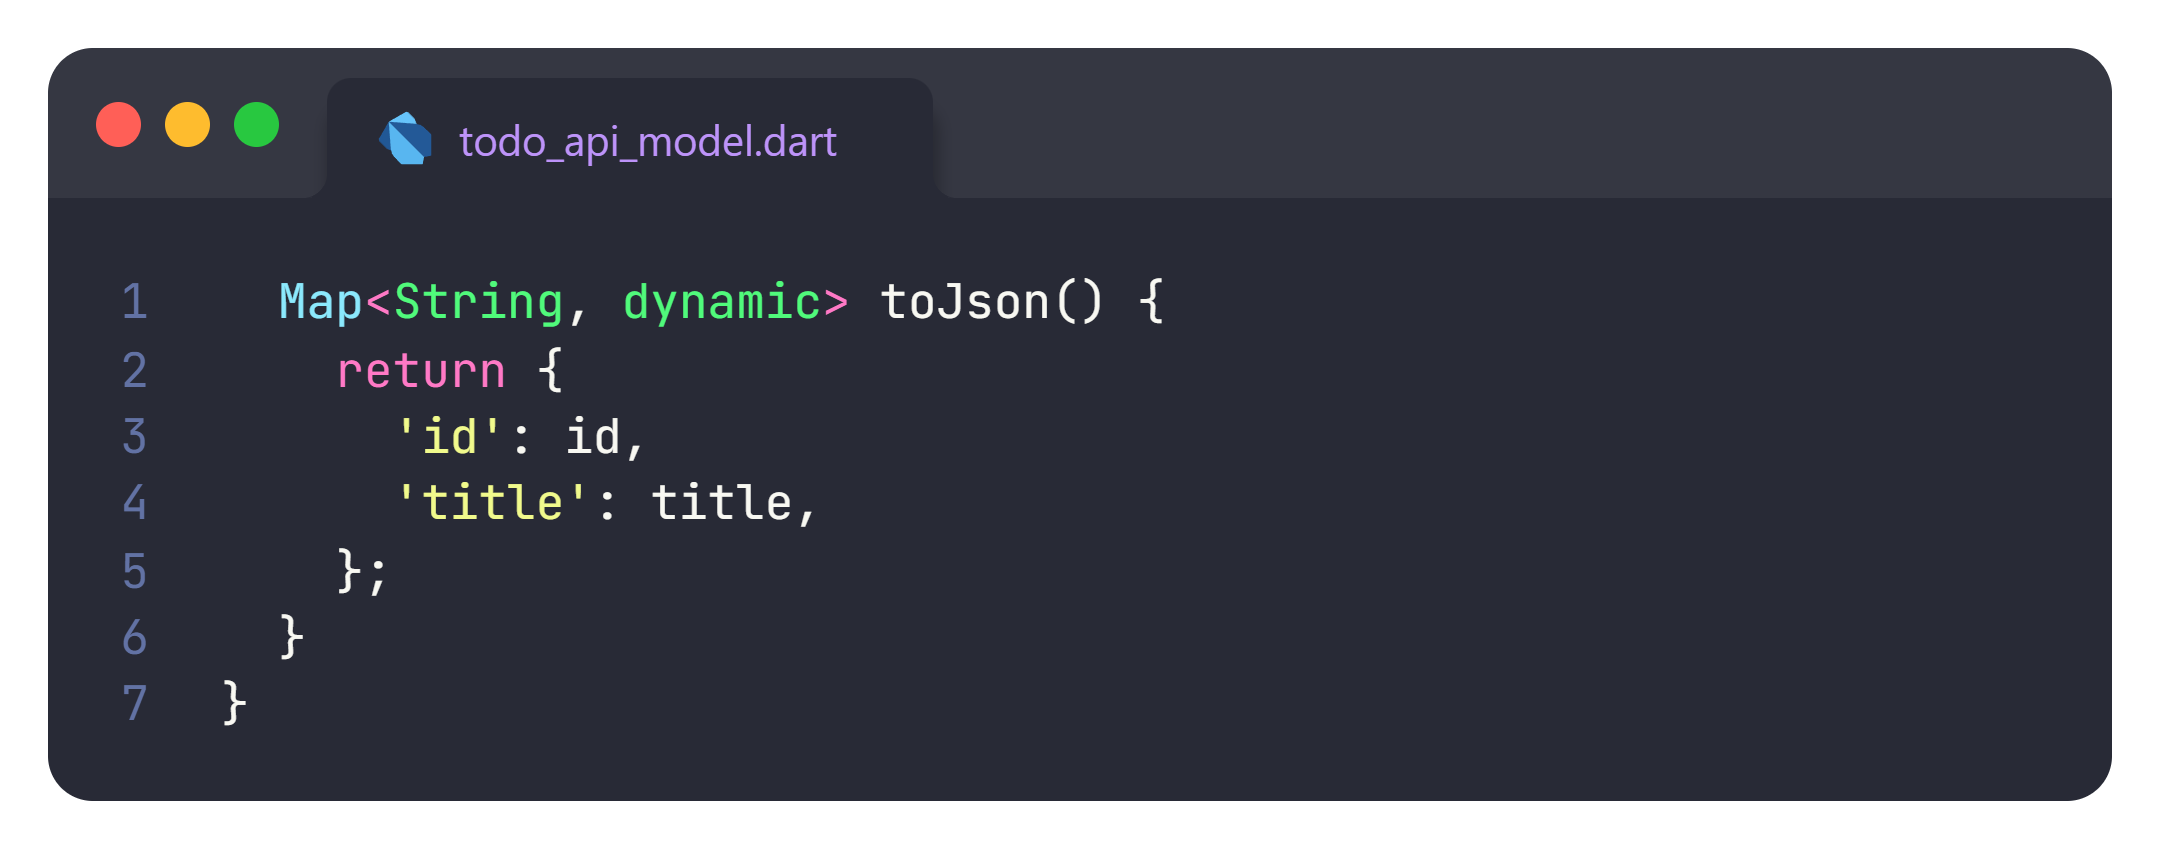 todo_api_model.dart
1   Map<String, dynamic> toJson() {
2     return {
3       'id': id,
4       'title': title,
5     };
6   }
7 }